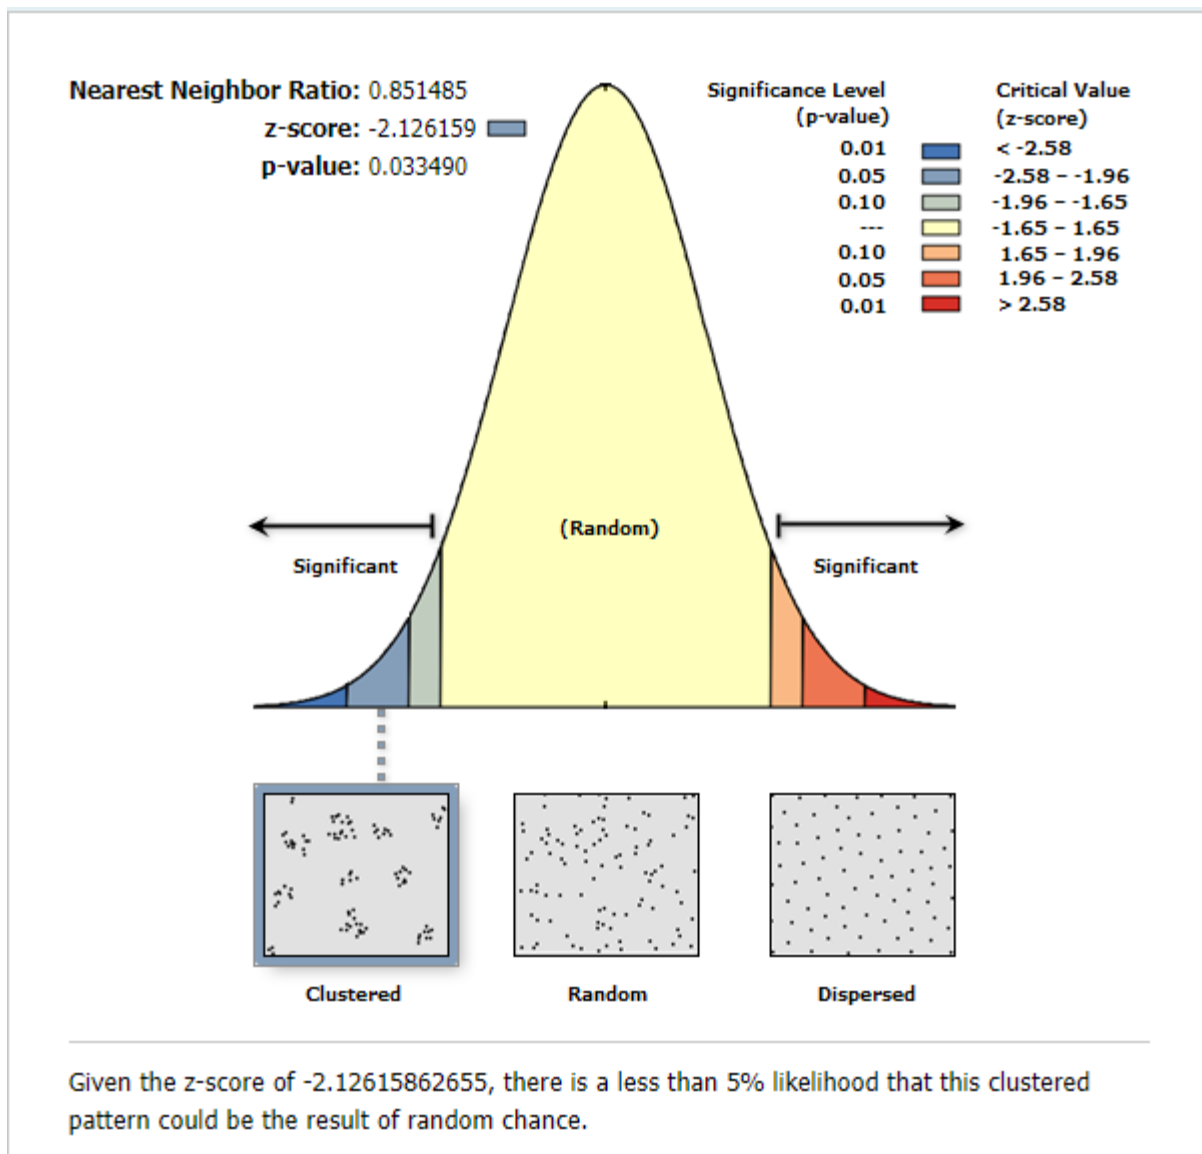 Nearest Neighbor Ratio: 0.851485
z-score: -2.126159
p-value: 0.033490
Significance Level
(p-value)
Critical Value
(z-score)
0.01 < -2.58
0.05 -2.58 – -1.96
0.10 -1.96 – -1.65
--- -1.65 – 1.65
0.10 1.65 – 1.96
0.05 1.96 – 2.58
0.01 > 2.58
(Random)
Significant
Significant
Clustered
Random
Dispersed
Given the z-score of -2.12615862655, there is a less than 5% likelihood that this clustered
pattern could be the result of random chance.